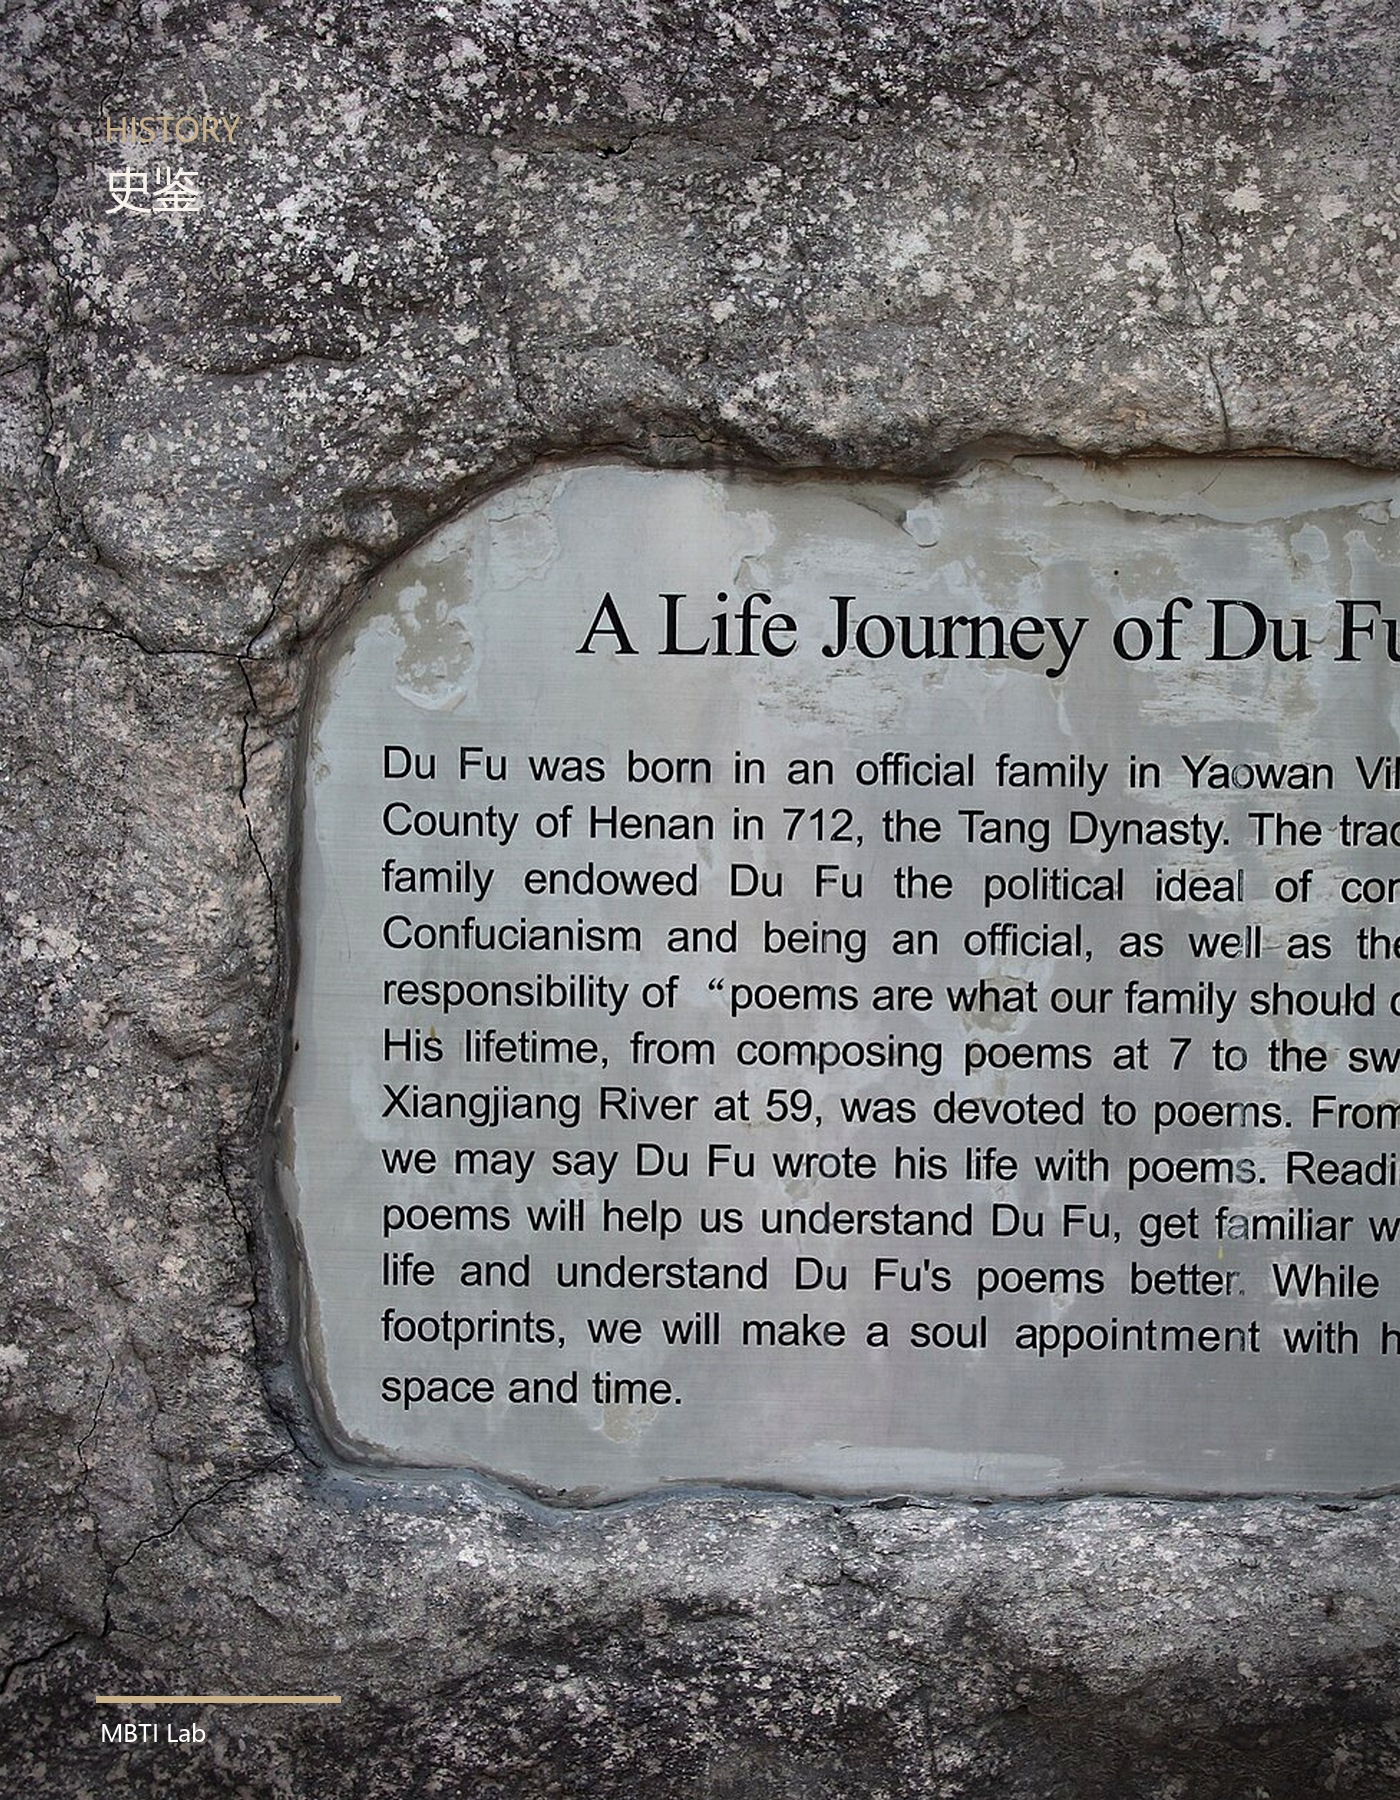 HISTORY
史鉴
A Life Journey of Du Fu
Du Fu was born in an official family in Yaowan
County of Henan in 712, the Tang Dynasty. The
family endowed Du Fu the political ideal of
Confucianism and being an official, as well as the
responsibility of “poems are what our family should
His lifetime, from composing poems at 7 to the
Xiangjiang River at 59, was devoted to poems. From
we may say Du Fu wrote his life with poems.
poems will help us understand Du Fu, get familiar
life and understand Du Fu's poems better. While
footprints, we will make a soul appointment with
space and time.
MBTI Lab